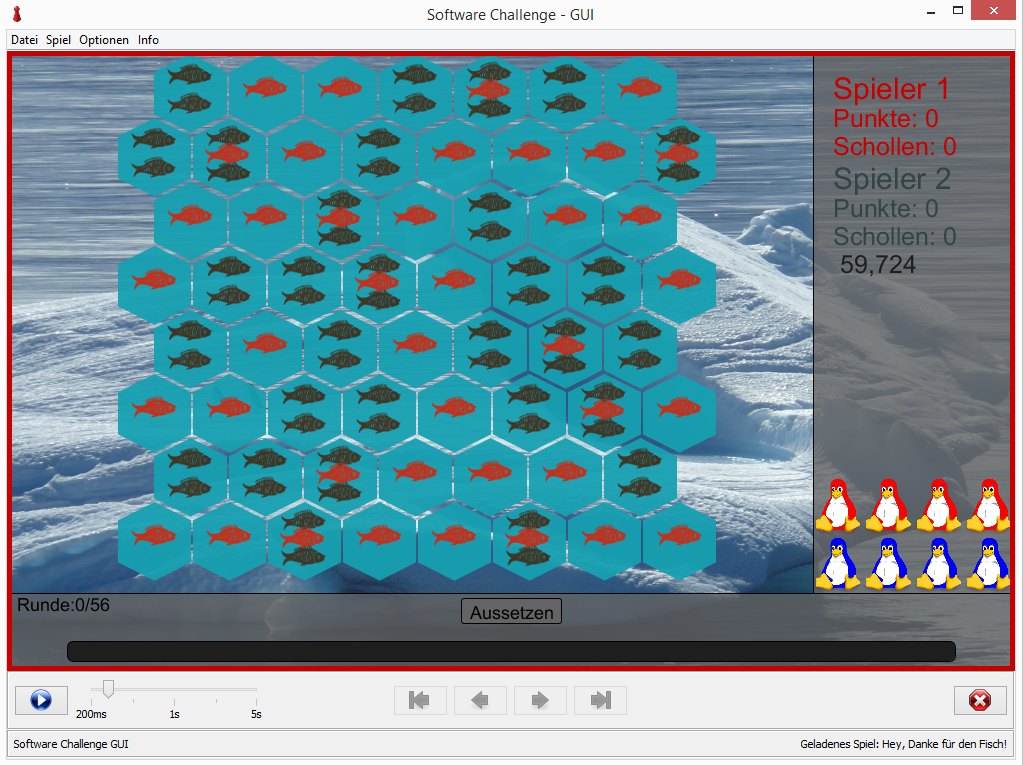 Software Challenge - GUI
Datei Spiel Optionen Info
Spieler 1
Punkte: 0
Schollen: 0
Spieler 2
Punkte: 0
Schollen: 0
59,724
Runde:0/56
Aussetzen
200ms 1s 5s
Software Challenge GUI
Geladenes Spiel: Hey, Danke für den Fisch!